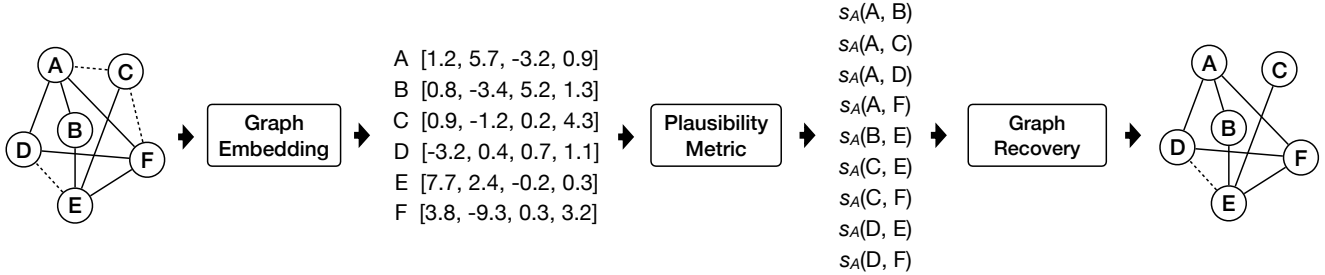 A
C
B
D
F
E
Graph
Embedding
A [1.2, 5.7, -3.2, 0.9]
B [0.8, -3.4, 5.2, 1.3]
C [0.9, -1.2, 0.2, 4.3]
D [-3.2, 0.4, 0.7, 1.1]
E [7.7, 2.4, -0.2, 0.3]
F [3.8, -9.3, 0.3, 3.2]
Plausibility
Metric
sA(A, B)
sA(A, C)
sA(A, D)
sA(A, F)
sA(B, E)
sA(C, E)
sA(C, F)
sA(D, E)
sA(D, F)
Graph
Recovery
A
C
B
D
F
E